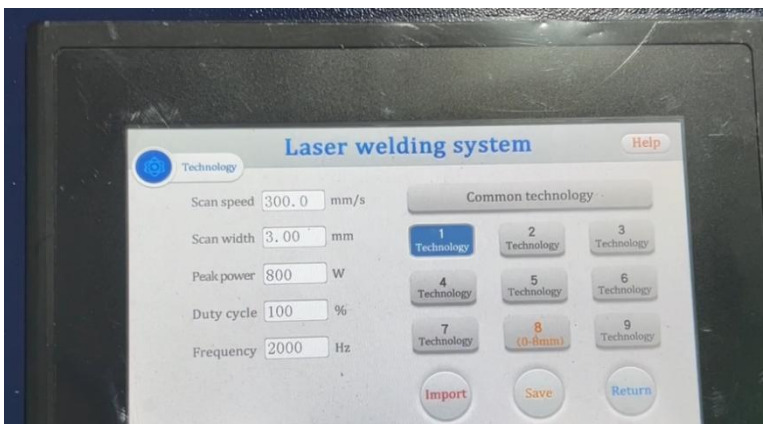 Laser welding system
Help
Technology
Scan speed 300.0 mm/s
Common technology
Scan width 3.00 mm
1 Technology
2 Technology
3 Technology
Peak power 800 W
4 Technology
5 Technology
6 Technology
Duty cycle 100 %
7 Technology
8 (0-8mm)
9 Technology
Frequency 2000 Hz
Import
Save
Return